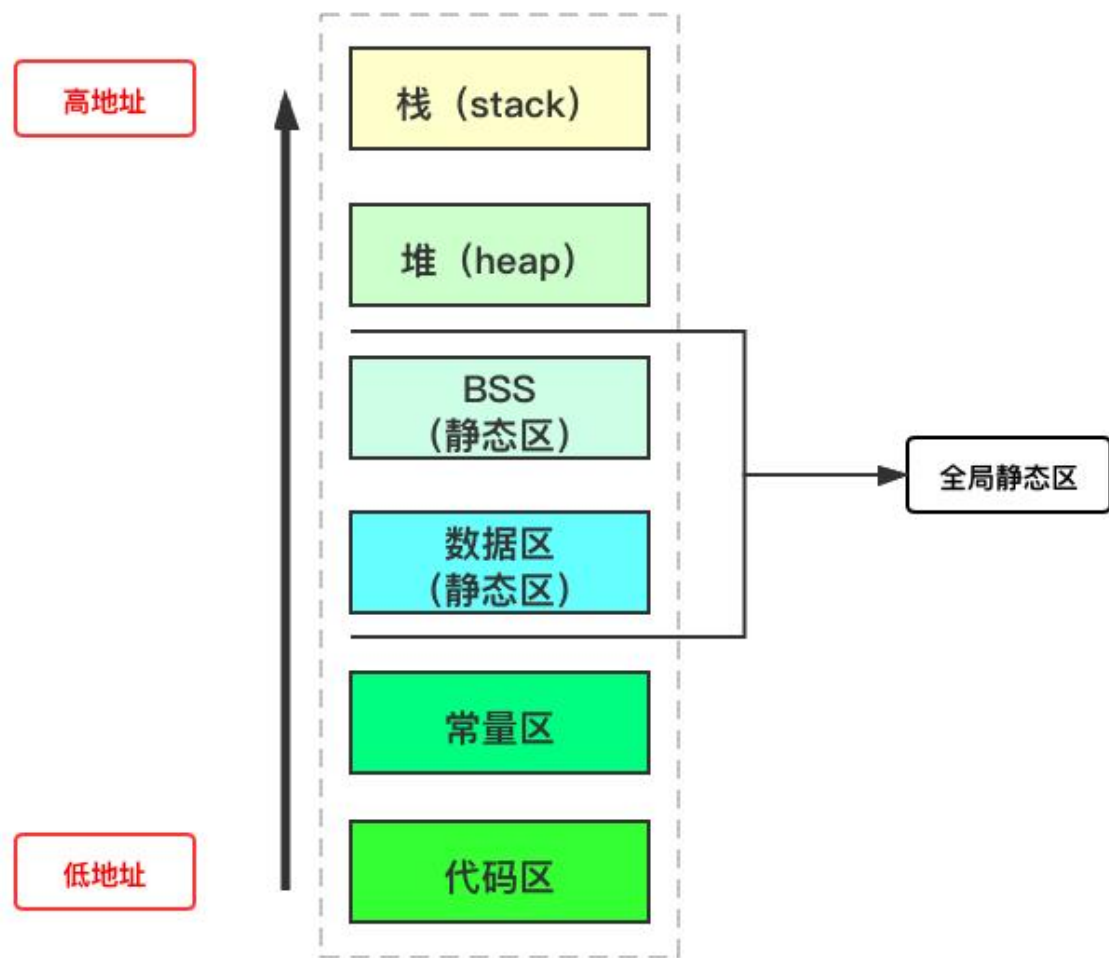 高地址
栈（stack）
堆（heap）
BSS
（静态区）
全局静态区
数据区
（静态区）
常量区
低地址
代码区